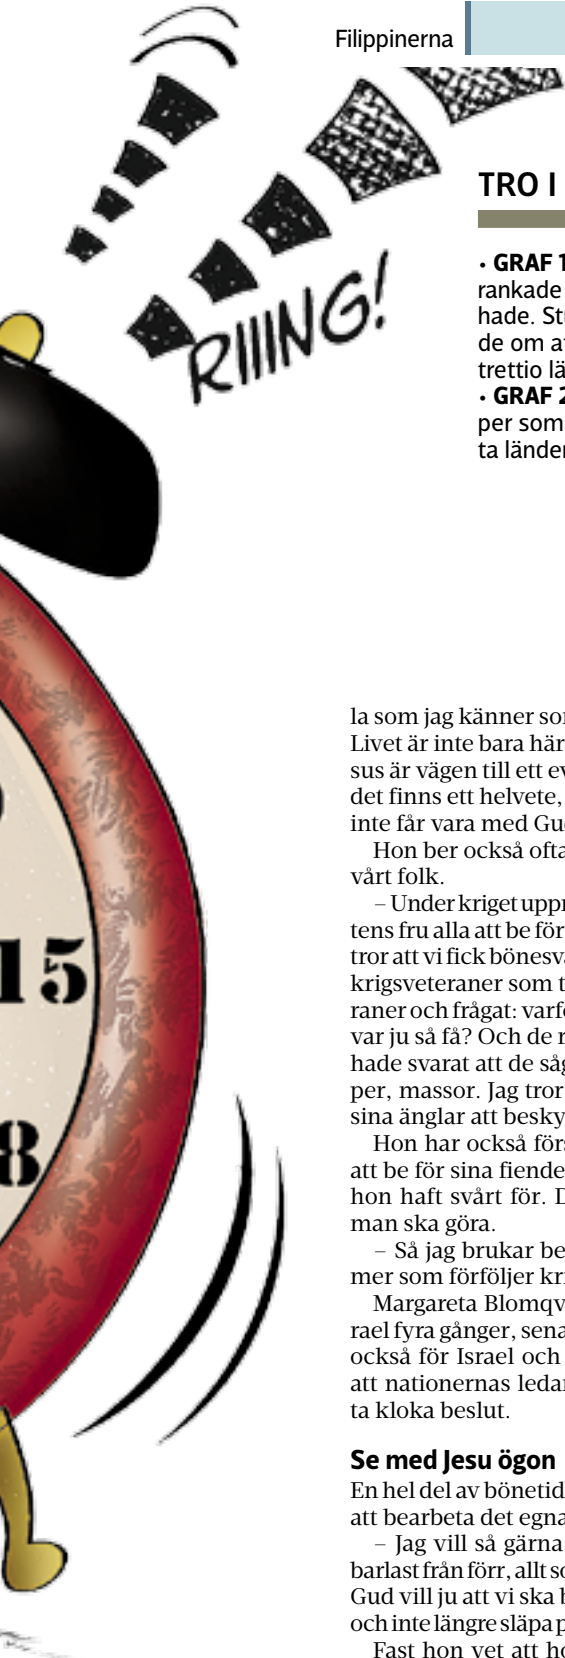 Filippinerna
RIIING!
TRO I
• GRAF 1
rankade
hade. St
de om at
trettio lä
• GRAF 2
per som
ta länder
15
8
la som jag känner som
Livet är inte bara här
sus är vägen till ett ev
det finns ett helvete,
inte får vara med Gud
Hon ber också ofta
vårt folk.
– Under kriget uppm
tens fru alla att be för
tror att vi fick bönesva
krigsveteraner som t
raner och frågat: varfö
var ju så få? Och de r
hade svarat att de såg
per, massor. Jag tror
sina änglar att besky
Hon har också förs
att be för sina fiende
hon haft svårt för. D
man ska göra.
– Så jag brukar be
mer som förföljer kri
Margareta Blomqv
rael fyra gånger, sena
också för Israel och
att nationernas ledar
ta kloka beslut.
Se med Jesu ögon
En hel del av bönetid
att bearbeta det egna
– Jag vill så gärna
barlast från förr, allt so
Gud vill ju att vi ska b
och inte längre släpa p
Fast hon vet att ho